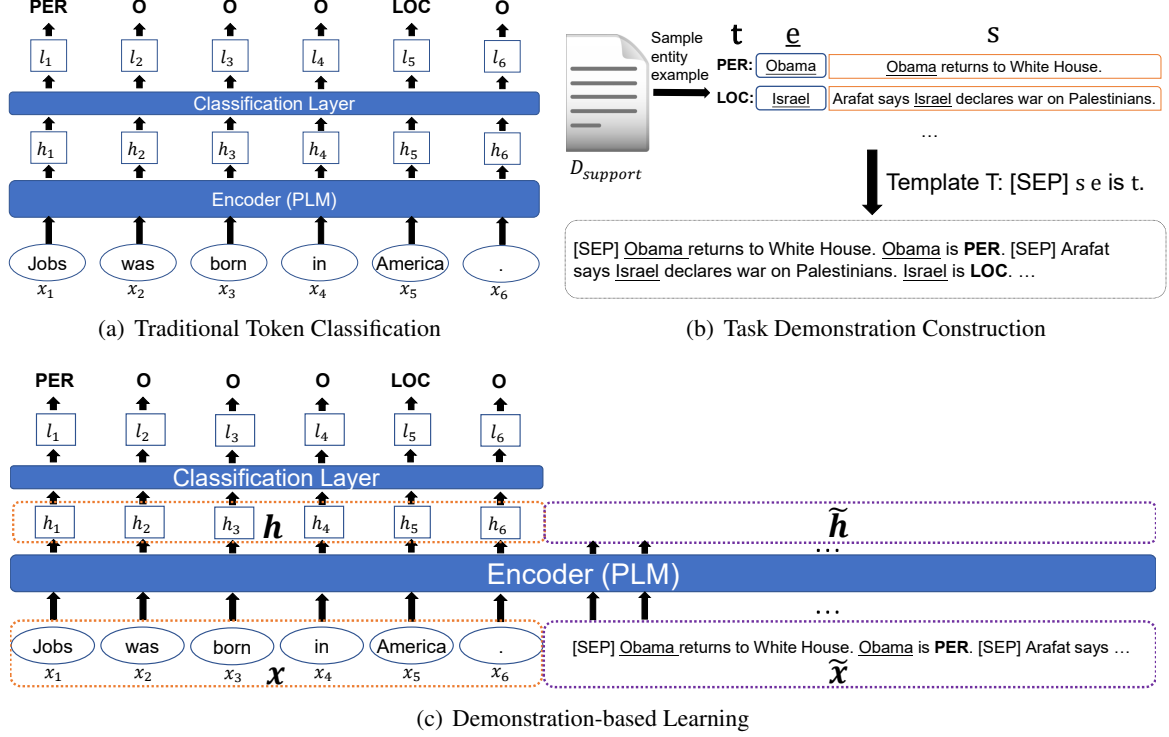 PER O O O LOC O
l₁ l₂ l₃ l₄ l₅ l₆
Classification Layer
h₁ h₂ h₃ h₄ h₅ h₆
Encoder (PLM)
Jobs was born in America .
x₁ x₂ x₃ x₄ x₅ x₆
(a) Traditional Token Classification
Sample
entity
example
t e s
PER: Obama Obama returns to White House.
LOC: Israel Arafat says Israel declares war on Palestinians.
...
D_support
Template T: [SEP] s e is t.
[SEP] Obama returns to White House. Obama is PER. [SEP] Arafat
says Israel declares war on Palestinians. Israel is LOC. ...
(b) Task Demonstration Construction
PER O O O LOC O
l₁ l₂ l₃ l₄ l₅ l₆
Classification Layer
h₁ h₂ h₃ h h₄ h₅ h₆ h̃
...
Encoder (PLM)
...
Jobs was born in America . [SEP] Obama returns to White House. Obama is PER. [SEP] Arafat says ...
x₁ x₂ x₃ x x₄ x₅ x₆ x̃
(c) Demonstration-based Learning